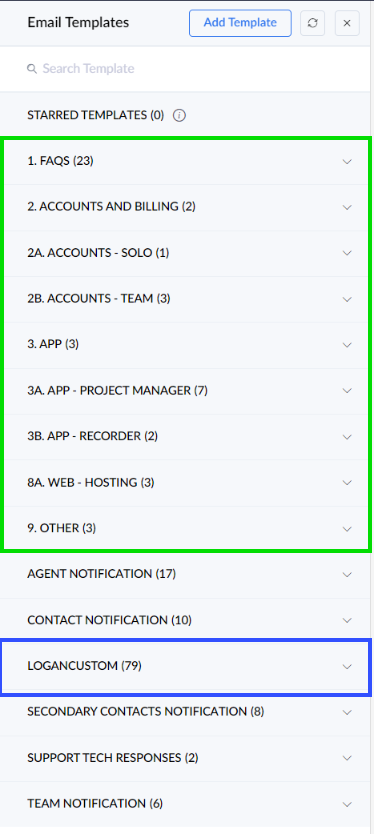 Email Templates
Add Template
Search Template
STARRED TEMPLATES (0)
1. FAQS (23)
2. ACCOUNTS AND BILLING (2)
2A. ACCOUNTS - SOLO (1)
2B. ACCOUNTS - TEAM (3)
3. APP (3)
3A. APP - PROJECT MANAGER (7)
3B. APP - RECORDER (2)
8A. WEB - HOSTING (3)
9. OTHER (3)
AGENT NOTIFICATION (17)
CONTACT NOTIFICATION (10)
LOGANCUSTOM (79)
SECONDARY CONTACTS NOTIFICATION (8)
SUPPORT TECH RESPONSES (2)
TEAM NOTIFICATION (6)